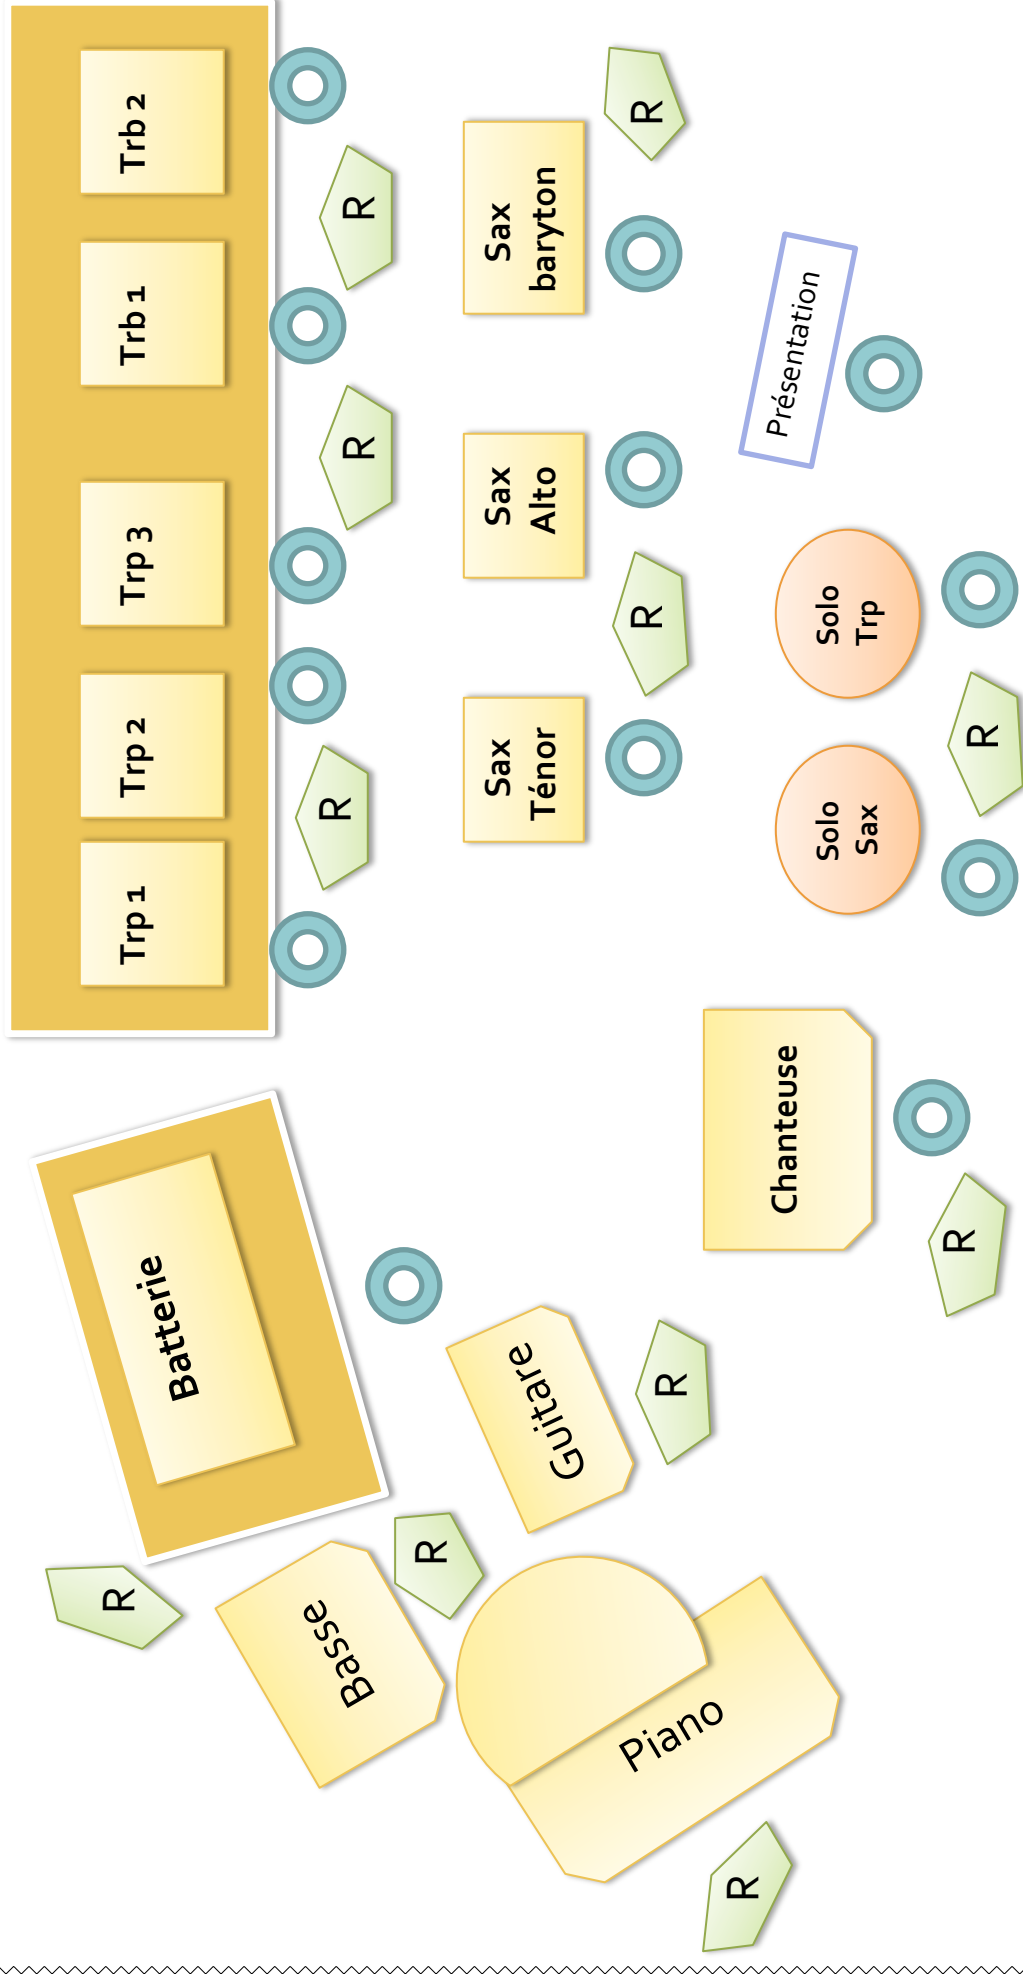 R
Batterie
Trp 1
Trp 2
Trp 3
Trb 1
Trb 2
Basse
R
R
R
R
Guitare
Sax
Ténor
Sax
Alto
Sax
baryton
Piano
R
R
R
R
Chanteuse
Solo
Sax
Solo
Trp
Présentation
R
R